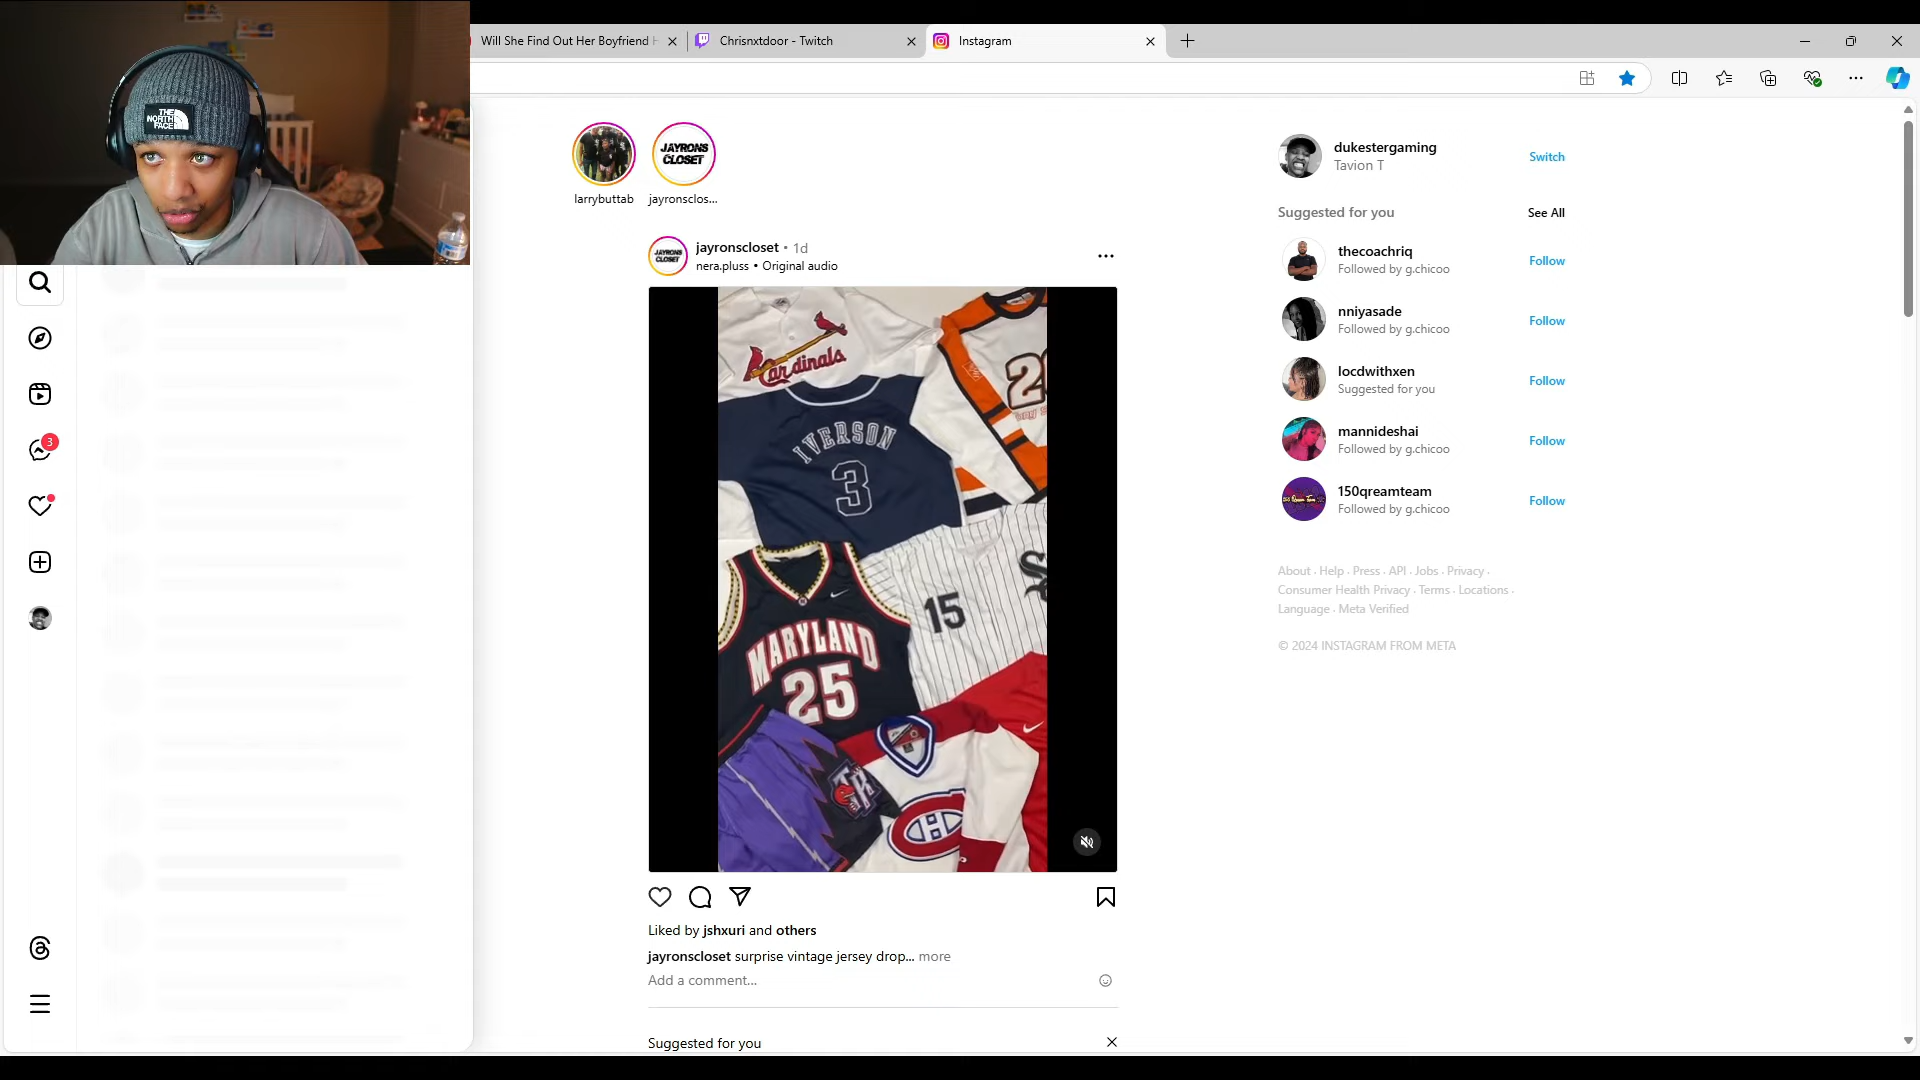 Will She Find Out Her Boyfriend
Chrisnxtdoor - Twitch
Instagram
THE
NORTH
FACE
JAYRONS
CLOSET
larrybuttab
jayronsclos...
dukestergaming
Tavion T
Switch
Suggested for you
See All
thecoachriq
Followed by g.chicoo
Follow
nniyasade
Followed by g.chicoo
Follow
locdwithxen
Suggested for you
Follow
mannideshai
Followed by g.chicoo
Follow
150qreamteam
Followed by g.chicoo
Follow
About · Help · Press · API · Jobs · Privacy ·
Consumer Health Privacy · Terms · Locations ·
Language · Meta Verified
© 2024 INSTAGRAM FROM META
JAYRONS
CLOSET
jayronscloset • 1d
nera.pluss • Original audio
Cardinals
IVERSON
3
MARYLAND
25
15
3
Liked by jshxuri and others
jayronscloset surprise vintage jersey drop... more
Add a comment...
Suggested for you